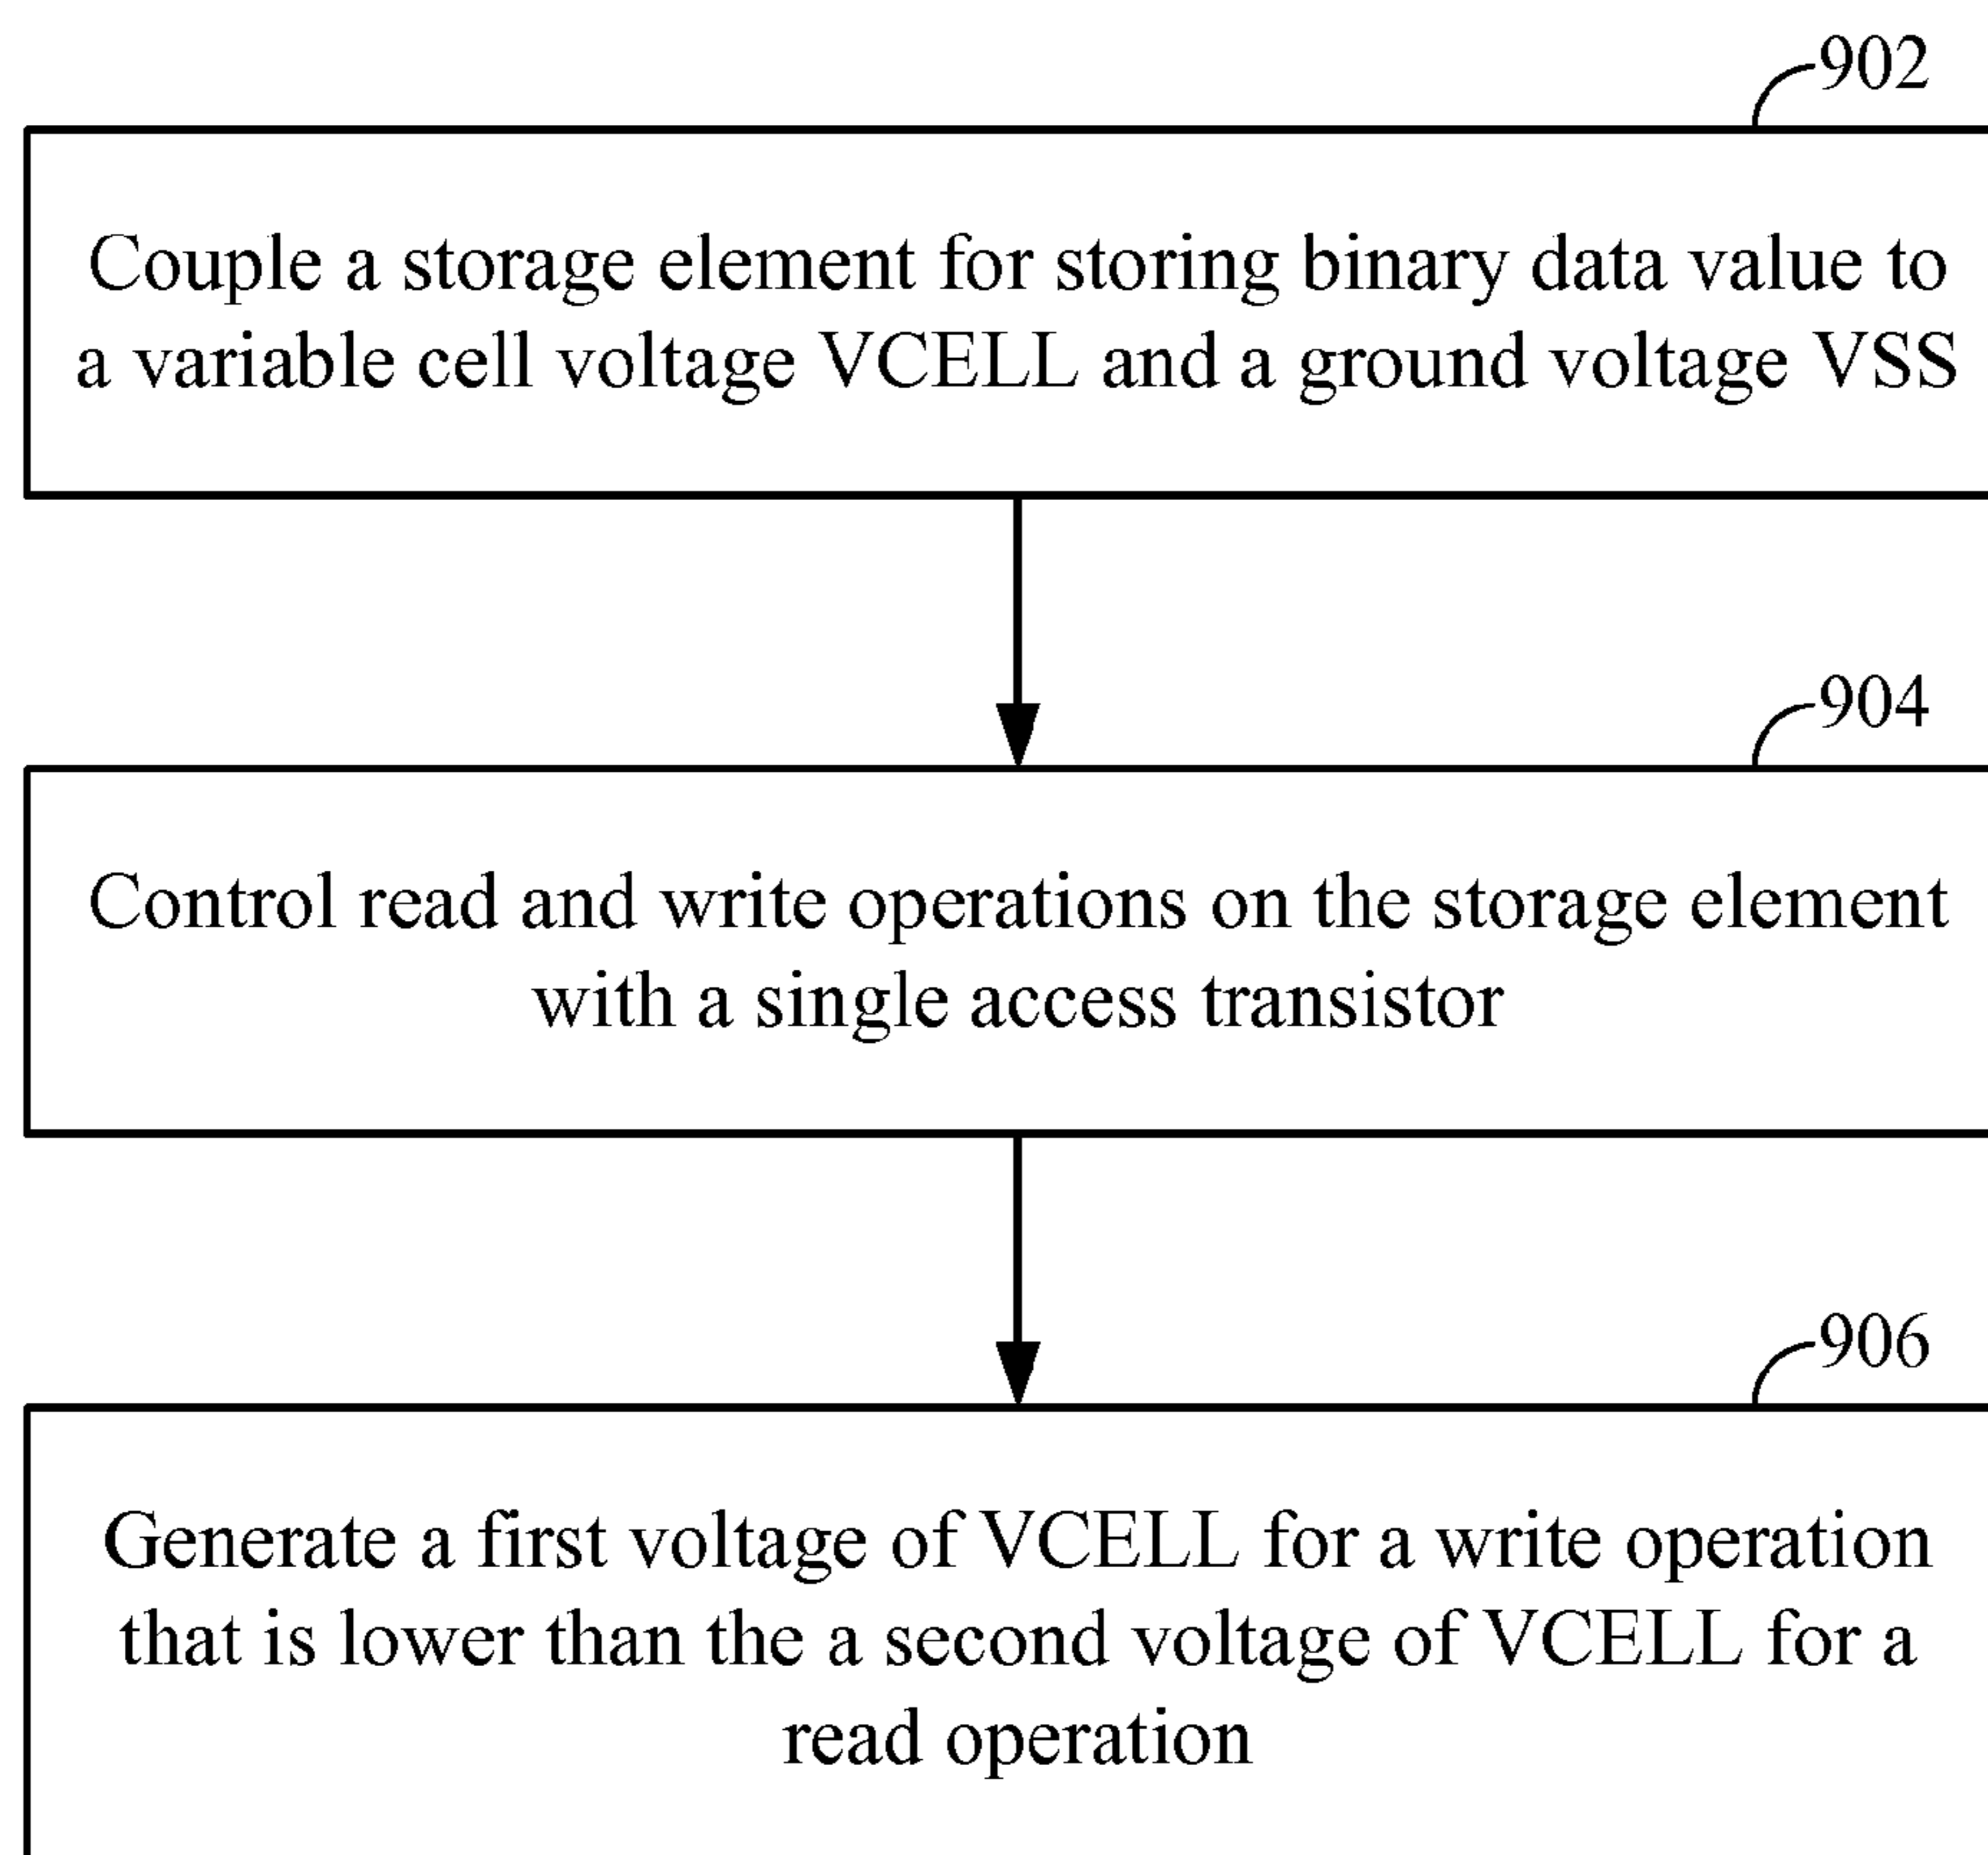 902
Couple a storage element for storing binary data value to
a variable cell voltage VCELL and a ground voltage VSS
904
Control read and write operations on the storage element
with a single access transistor
906
Generate a first voltage of VCELL for a write operation
that is lower than the a second voltage of VCELL for a
read operation